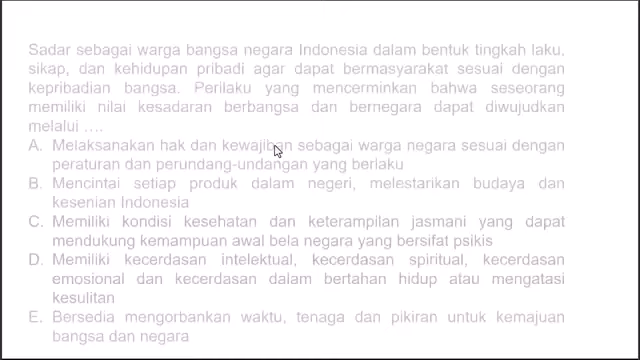 Sadar sebagai warga bangsa negara Indonesia dalam bentuk tingkah laku,
sikap, dan kehidupan pribadi agar dapat bermasyarakat sesuai dengan
kepribadian bangsa. Perilaku yang mencerminkan bahwa seseorang
memiliki nilai kesadaran berbangsa dan bernegara dapat diwujudkan
melalui ....
A. Melaksanakan hak dan kewajiban sebagai warga negara sesuai dengan
peraturan dan perundang-undangan yang berlaku
B. Mencintai setiap produk dalam negeri, melestarikan budaya dan
kesenian Indonesia
C. Memiliki kondisi kesehatan dan keterampilan jasmani yang dapat
mendukung kemampuan awal bela negara yang bersifat psikis
D. Memiliki kecerdasan intelektual, kecerdasan spiritual, kecerdasan
emosional dan kecerdasan dalam bertahan hidup atau mengatasi
kesulitan
E. Bersedia mengorbankan waktu, tenaga dan pikiran untuk kemajuan
bangsa dan negara